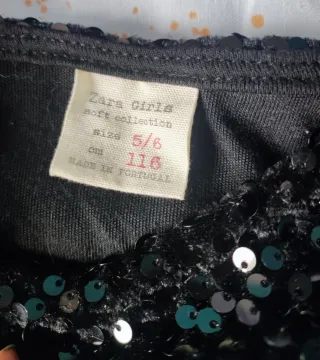 Zara Girls
soft collection
size 5/6
cm 116
MADE IN PORTUGAL